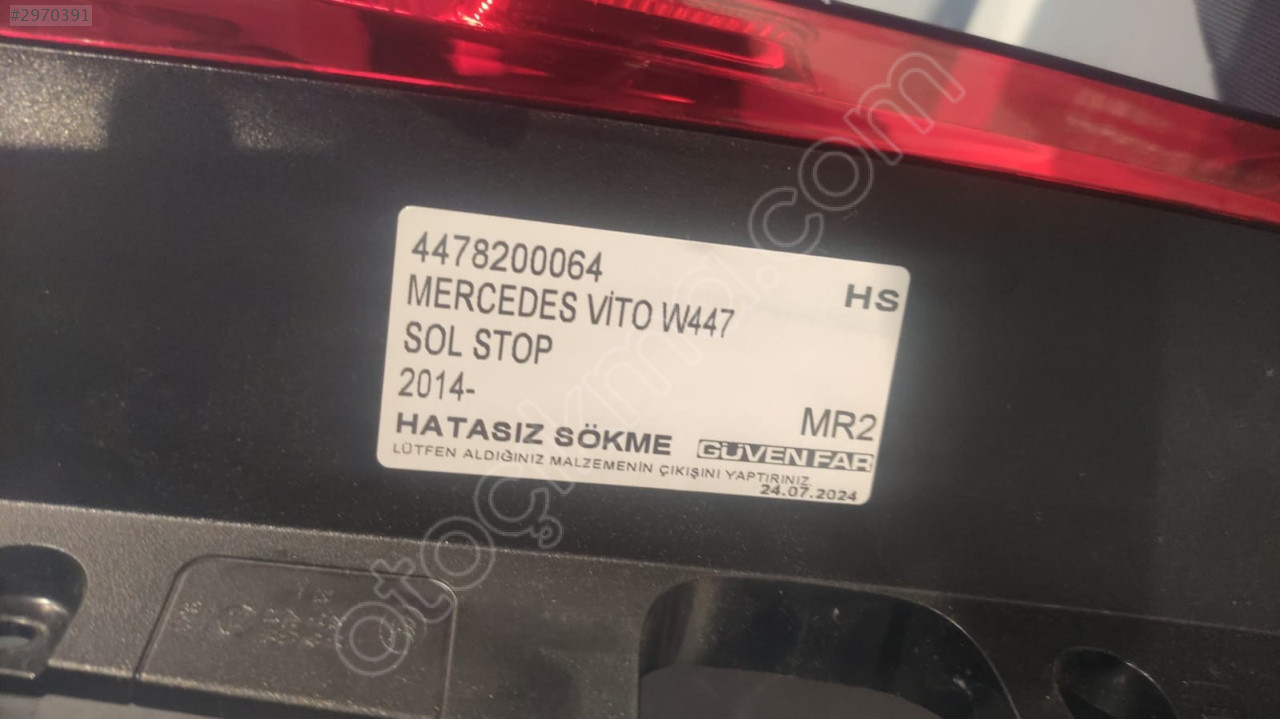 #2970391
4478200064
MERCEDES VİTO W447
HS
SOL STOP
2014-
MR2
HATASIZ SÖKME GÜVEN FAR
LÜTFEN ALDIĞINIZ MALZEMENİN ÇIKIŞINI YAPTIRINIZ.
24.07.2024
otoçıkma.com